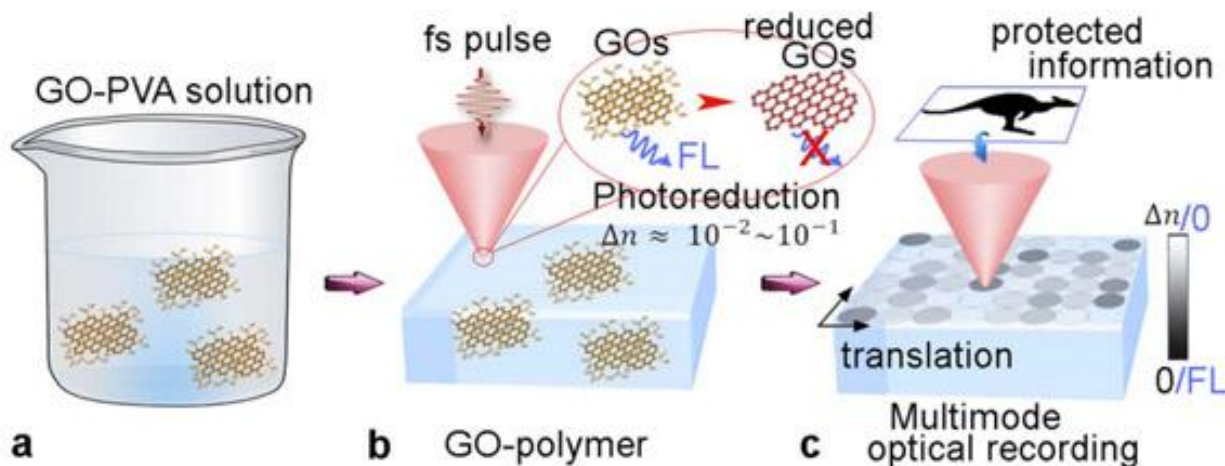 GO-PVA solution
a
fs pulse
GOs
reduced
GOs
FL
X
Photoreduction
Δn ≈ 10⁻²~10⁻¹
b
GO-polymer
protected
information
Δn/0
translation
0/FL
c
Multimode
optical recording